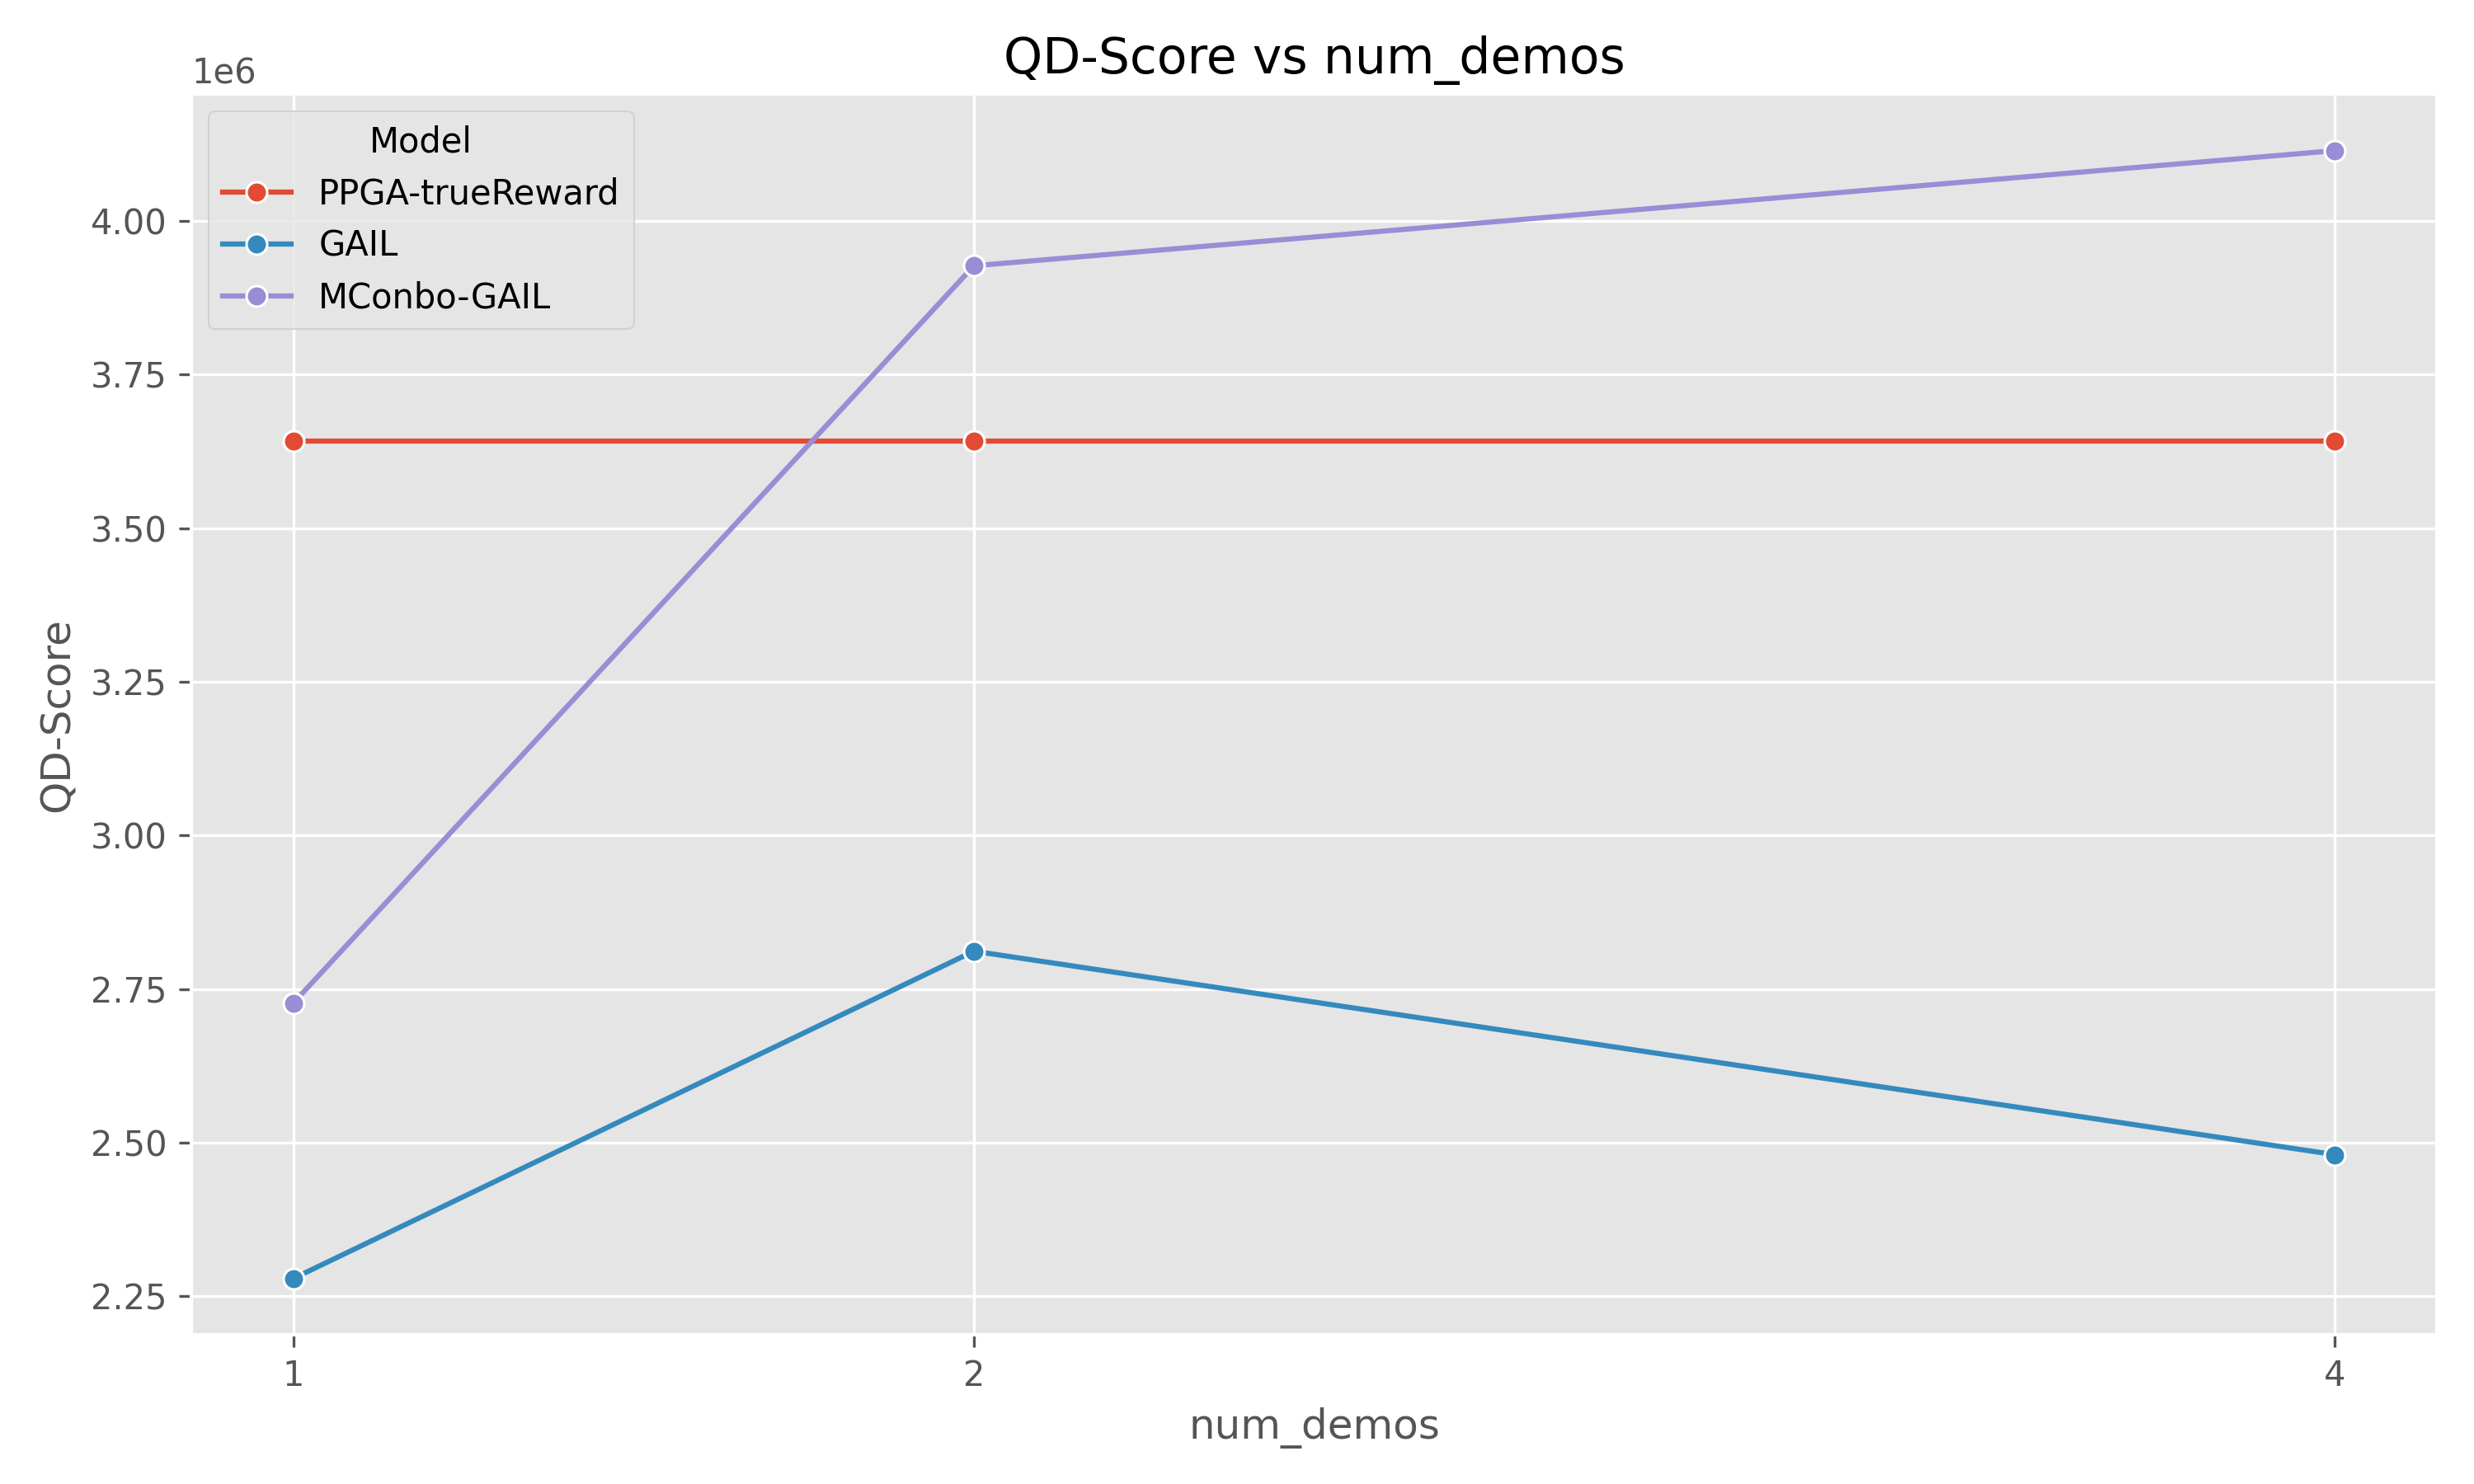 QD-Score vs num_demos
1e6
Model
PPGA-trueReward
GAIL
MConbo-GAIL
4.00
3.75
3.50
3.25
3.00
2.75
2.50
2.25
QD-Score
1 2 4
num_demos